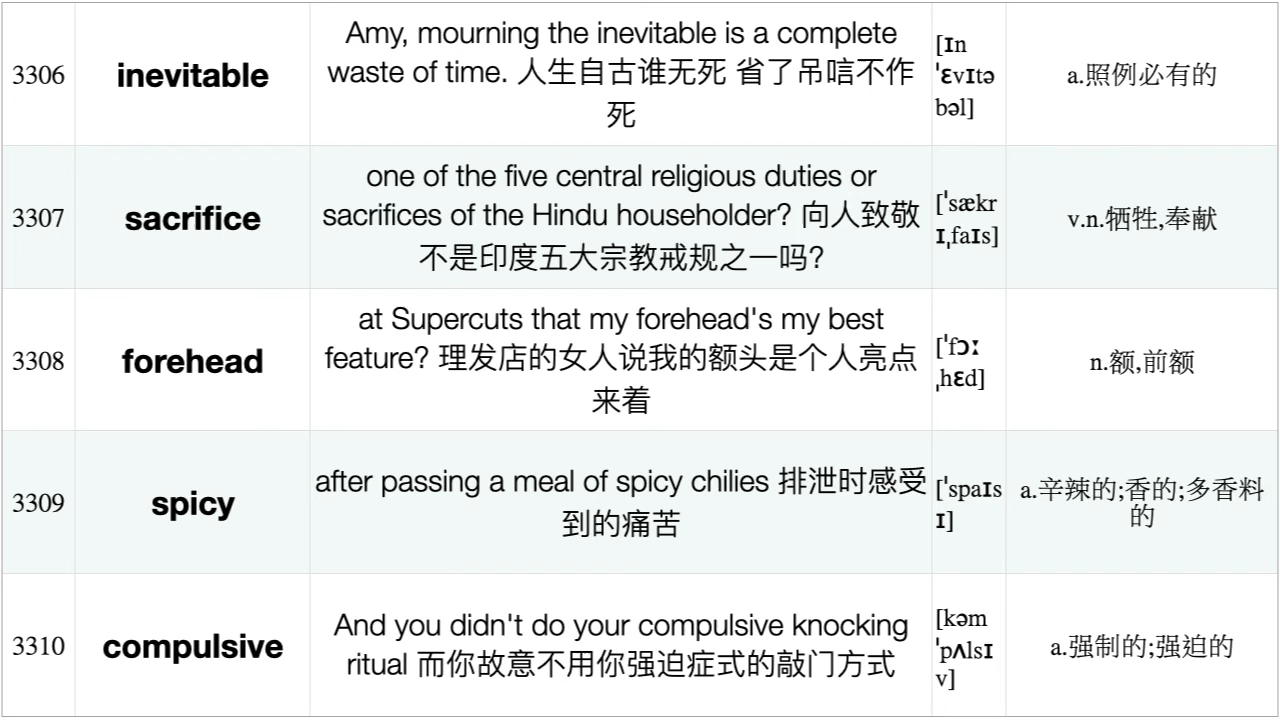 3306
inevitable
Amy, mourning the inevitable is a complete
waste of time. 人生自古谁无死 省了吊唁不作
死
[ɪn
ˈɛvɪtə
bəl]
a.照例必有的
3307
sacrifice
one of the five central religious duties or
sacrifices of the Hindu householder? 向人致敬
不是印度五大宗教戒规之一吗?
[ˈsækr
ɪˌfaɪs]
v.n.牺牲,奉献
3308
forehead
at Supercuts that my forehead's my best
feature? 理发店的女人说我的额头是个人亮点
来着
[ˈfɔː
ˌhɛd]
n.额,前额
3309
spicy
after passing a meal of spicy chilies 排泄时感受
到的痛苦
[ˈspaɪs
ɪ]
a.辛辣的;香的;多香料
的
3310
compulsive
And you didn't do your compulsive knocking
ritual 而你故意不用你强迫症式的敲门方式
[kəm
ˈpʌlsɪ
v]
a.强制的;强迫的